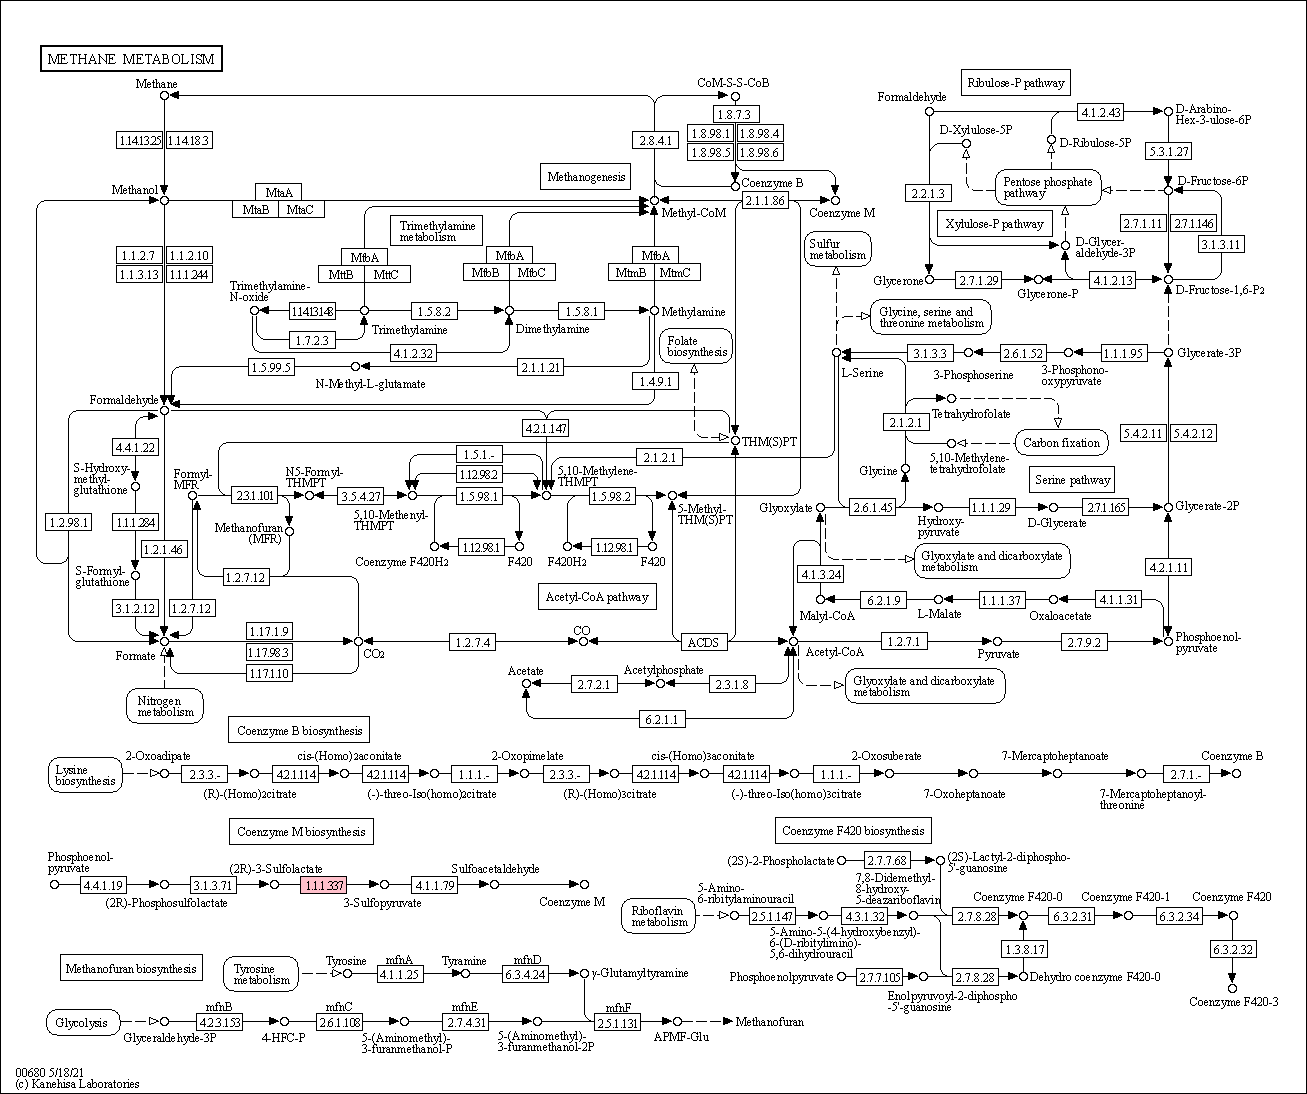 METHANE METABOLISM
Methane
CoM-S-S-CoB
Ribulose-P pathway
Formaldehyde
D-Arabino-
Hex-3-ulose-6P
1.8.7.3
4.1.2.43
1.14.13.25
1.14.18.3
2.8.4.1
1.8.98.1
1.8.98.4
1.8.98.5
1.8.98.6
D-Xylulose-5P
D-Ribulose-5P
5.3.1.27
Methanogenesis
Coenzyme B
Methanol
MtaA
MtaB
MtaC
2.1.1.86
Methyl-CoM
Coenzyme M
2.2.1.3
Pentose phosphate
pathway
D-Fructose-6P
Trimethylamine
metabolism
Xylulose-P pathway
2.7.1.11
2.7.1.146
3.1.3.11
Sulfur
metabolism
D-Glycer-
aldehyde-3P
1.1.2.7
1.1.2.10
1.1.3.13
1.1.1.244
MtbA
MttB
MttC
MtbA
MtbB
MtbC
MtbA
MtmB
MtmC
Glycerone
2.7.1.29
Glycerone-P
4.1.2.13
D-Fructose-1,6-P2
Trimethylamine-
N-oxide
1.14.13.148
Trimethylamine
1.5.8.2
Dimethylamine
1.5.8.1
Methylamine
1.7.2.3
4.1.2.32
Glycine, serine and
threonine metabolism
Folate
biosynthesis
1.5.99.5
N-Methyl-L-glutamate
2.1.1.21
1.4.9.1
L-Serine
3.1.3.3
3-Phosphoserine
2.6.1.52
3-Phosphono-
oxypyruvate
1.1.1.95
Glycerate-3P
Formaldehyde
4.4.1.22
4.2.1.147
THM(S)PT
2.1.2.1
2.1.2.1
Tetrahydrofolate
Carbon fixation
5,10-Methylene-
tetrahydrofolate
5.4.2.11
5.4.2.12
S-Hydroxy-
methyl-
glutathione
Formyl-
MFR
N5-Formyl-
THMPT
1.5.1.-
1.12.98.2
5,10-Methylene-
THMPT
Glycine
Serine pathway
2.3.1.101
3.5.4.27
5,10-Methenyl-
THMPT
1.5.98.1
1.5.98.2
5-Methyl-
THM(S)PT
Glyoxylate
2.6.1.45
Hydroxy-
pyruvate
1.1.1.29
D-Glycerate
2.7.1.165
Glycerate-2P
1.2.98.1
1.1.1.284
1.2.1.46
Methanofuran
(MFR)
Coenzyme F420H2
1.12.98.1
F420
F420H2
1.12.98.1
F420
Glyoxylate and dicarboxylate
metabolism
S-Formyl-
glutathione
1.2.7.12
4.1.3.24
4.2.1.11
Acetyl-CoA pathway
3.1.2.12
1.2.7.12
Malyl-CoA
6.2.1.9
L-Malate
1.1.1.37
Oxaloacetate
4.1.1.31
Formate
1.17.1.9
1.17.98.3
1.17.1.10
CO2
1.2.7.4
CO
ACDS
Acetyl-CoA
1.2.7.1
Pyruvate
2.7.9.2
Phosphoenol-
pyruvate
Acetate
2.7.2.1
Acetylphosphate
2.3.1.8
Glyoxylate and dicarboxylate
metabolism
6.2.1.1
Nitrogen
metabolism
Coenzyme B biosynthesis
Lysine
biosynthesis
2-Oxoadipate
2.3.3.-
(R)-(Homo)2citrate
4.2.1.114
cis-(Homo)2aconitate
4.2.1.114
(-)-threo-Iso(homo)2citrate
1.1.1.-
2-Oxopimelate
2.3.3.-
(R)-(Homo)3citrate
4.2.1.114
cis-(Homo)3aconitate
4.2.1.114
(-)-threo-Iso(homo)3citrate
1.1.1.-
2-Oxosuberate
7-Oxoheptanoate
7-Mercaptoheptanoate
7-Mercaptoheptanoyl-
threonine
2.7.1.-
Coenzyme B
Coenzyme M biosynthesis
Phosphoenol-
pyruvate
4.4.1.19
(2R)-Phosphosulfolactate
3.1.3.71
(2R)-3-Sulfolactate
1.1.1.337
3-Sulfopyruvate
4.1.1.79
Sulfoacetaldehyde
Coenzyme M
Coenzyme F420 biosynthesis
(2S)-2-Phospholactate
2.7.7.68
(2S)-Lactyl-2-diphospho-
5'-guanosine
Riboflavin
metabolism
5-Amino-
6-ribitylaminouracil
2.5.1.147
5-Amino-5-(4-hydroxybenzyl)-
6-(D-ribitylimino)-
5,6-dihydrouracil
4.3.1.32
7,8-Didemethyl-
8-hydroxy-
5-deazariboflavin
2.7.8.28
Coenzyme F420-0
6.3.2.31
Coenzyme F420-1
6.3.2.34
Coenzyme F420
6.3.2.32
Coenzyme F420-3
1.3.8.17
Phosphoenolpyruvate
2.7.7.105
Enolpyruvoyl-2-diphospho
-5'-guanosine
2.7.8.28
Dehydro coenzyme F420-0
Methanofuran biosynthesis
Tyrosine
metabolism
Tyrosine
mfnA
4.1.1.25
Tyramine
mfnD
6.3.4.24
γ-Glutamyltyramine
Glycolysis
Glyceraldehyde-3P
mfnB
4.2.3.153
4-HFC-P
mfnC
2.6.1.108
5-(Aminomethyl)-
3-furanmethanol-P
mfnE
2.7.4.31
5-(Aminomethyl)-
3-furanmethanol-2P
mfnF
2.5.1.131
APMF-Glu
Methanofuran
00680 5/18/21
(c) Kanehisa Laboratories